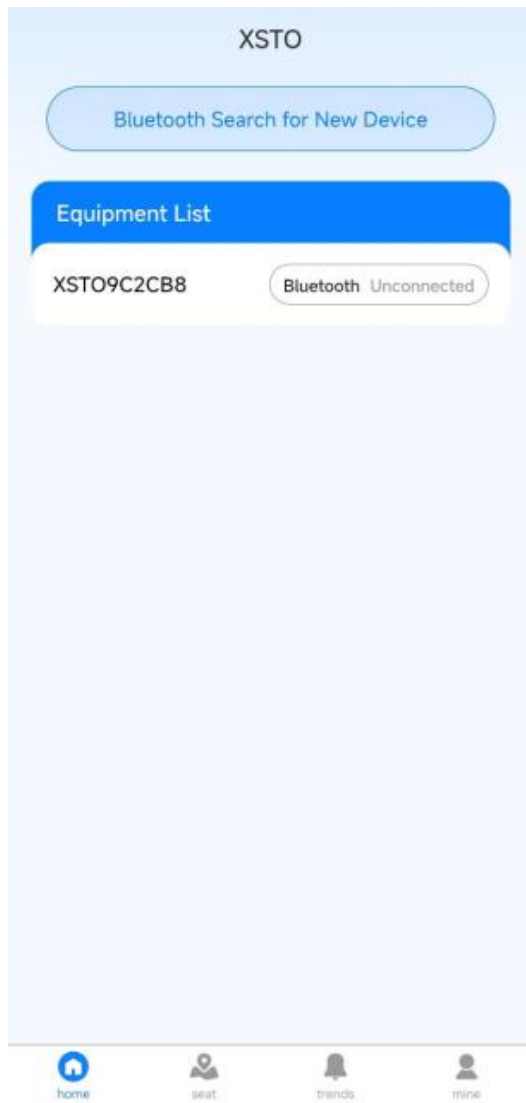 XSTO
Bluetooth Search for New Device
Equipment List
XSTO9C2CB8 Bluetooth Unconnected
home seat trends mine